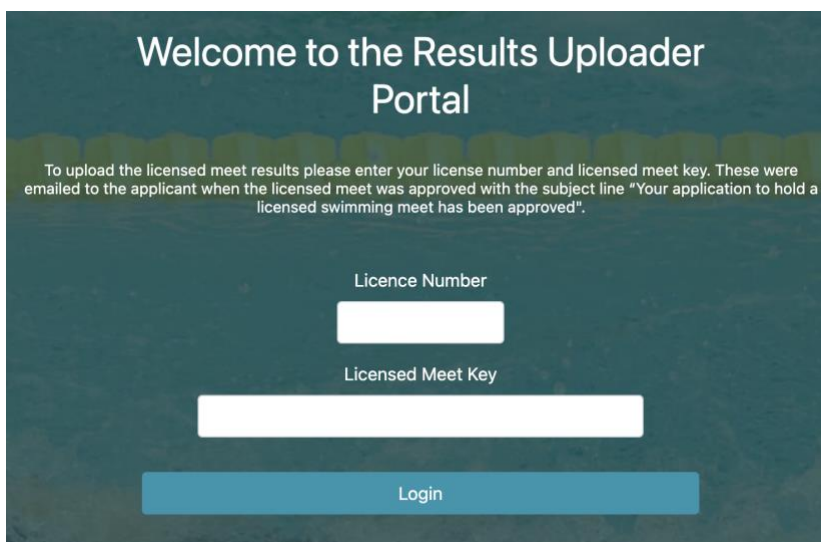 Welcome to the Results Uploader
Portal
To upload the licensed meet results please enter your license number and licensed meet key. These were
emailed to the applicant when the licensed meet was approved with the subject line “Your application to hold a
licensed swimming meet has been approved".
Licence Number
Licensed Meet Key
Login